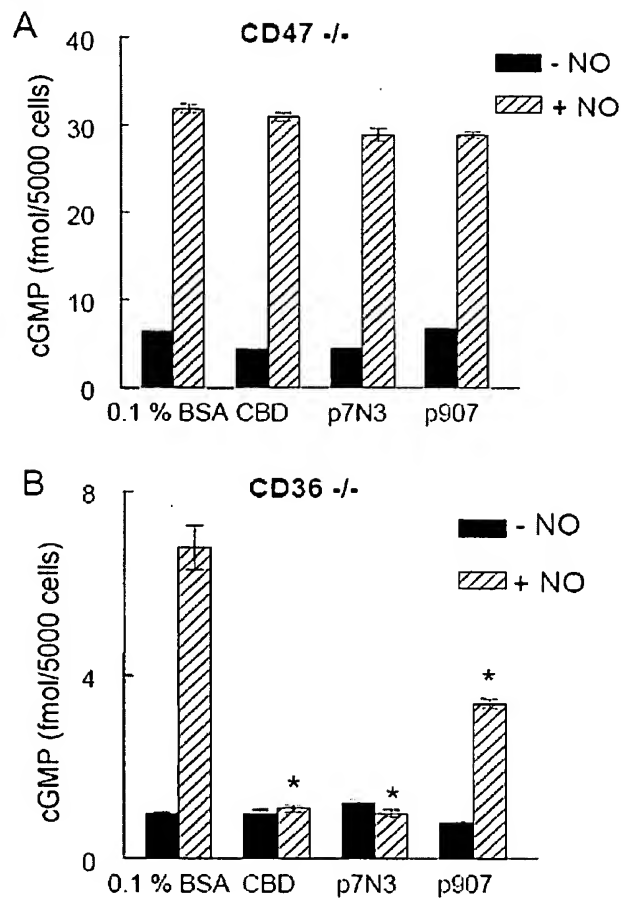 A
CD47 -/-
- NO
+ NO
cGMP (fmol/5000 cells)
40
30
20
10
0
0.1 % BSA CBD p7N3 p907
B
CD36 -/-
- NO
+ NO
cGMP (fmol/5000 cells)
8
4
0
* * *
0.1 % BSA CBD p7N3 p907